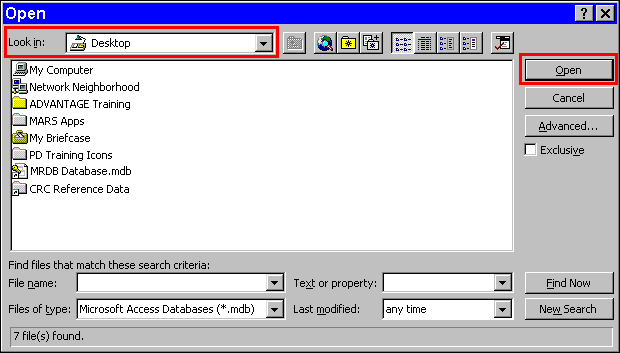 Open
Look in: Desktop
My Computer
Network Neighborhood
ADVANTAGE Training
MARS Apps
My Briefcase
PD Training Icons
MRDB Database.mdb
CRC Reference Data
Open
Cancel
Advanced...
Exclusive
Find files that match these search criteria:
File name: Text or property: Find Now
Files of type: Microsoft Access Databases (*.mdb) Last modified: any time New Search
7 file(s) found.